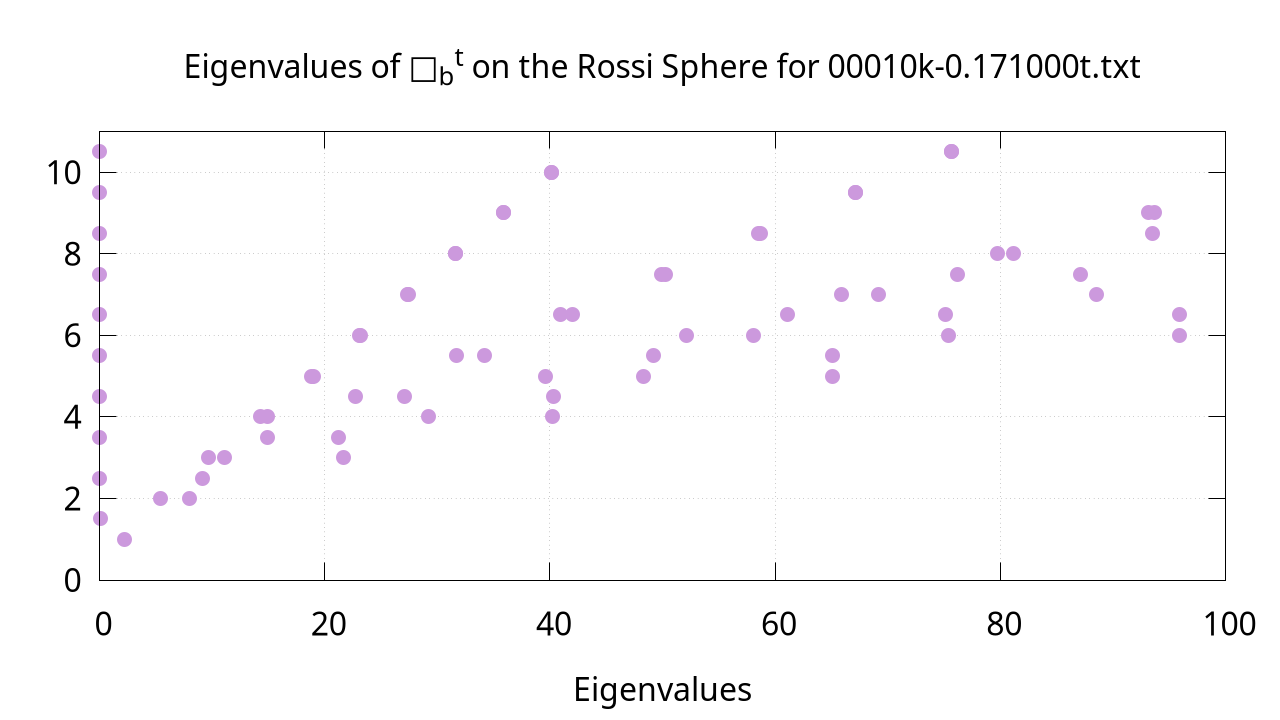 Eigenvalues of □bt on the Rossi Sphere for 00010k-0.171000t.txt
10
8
6
4
2
0
0 20 40 60 80 100
Eigenvalues